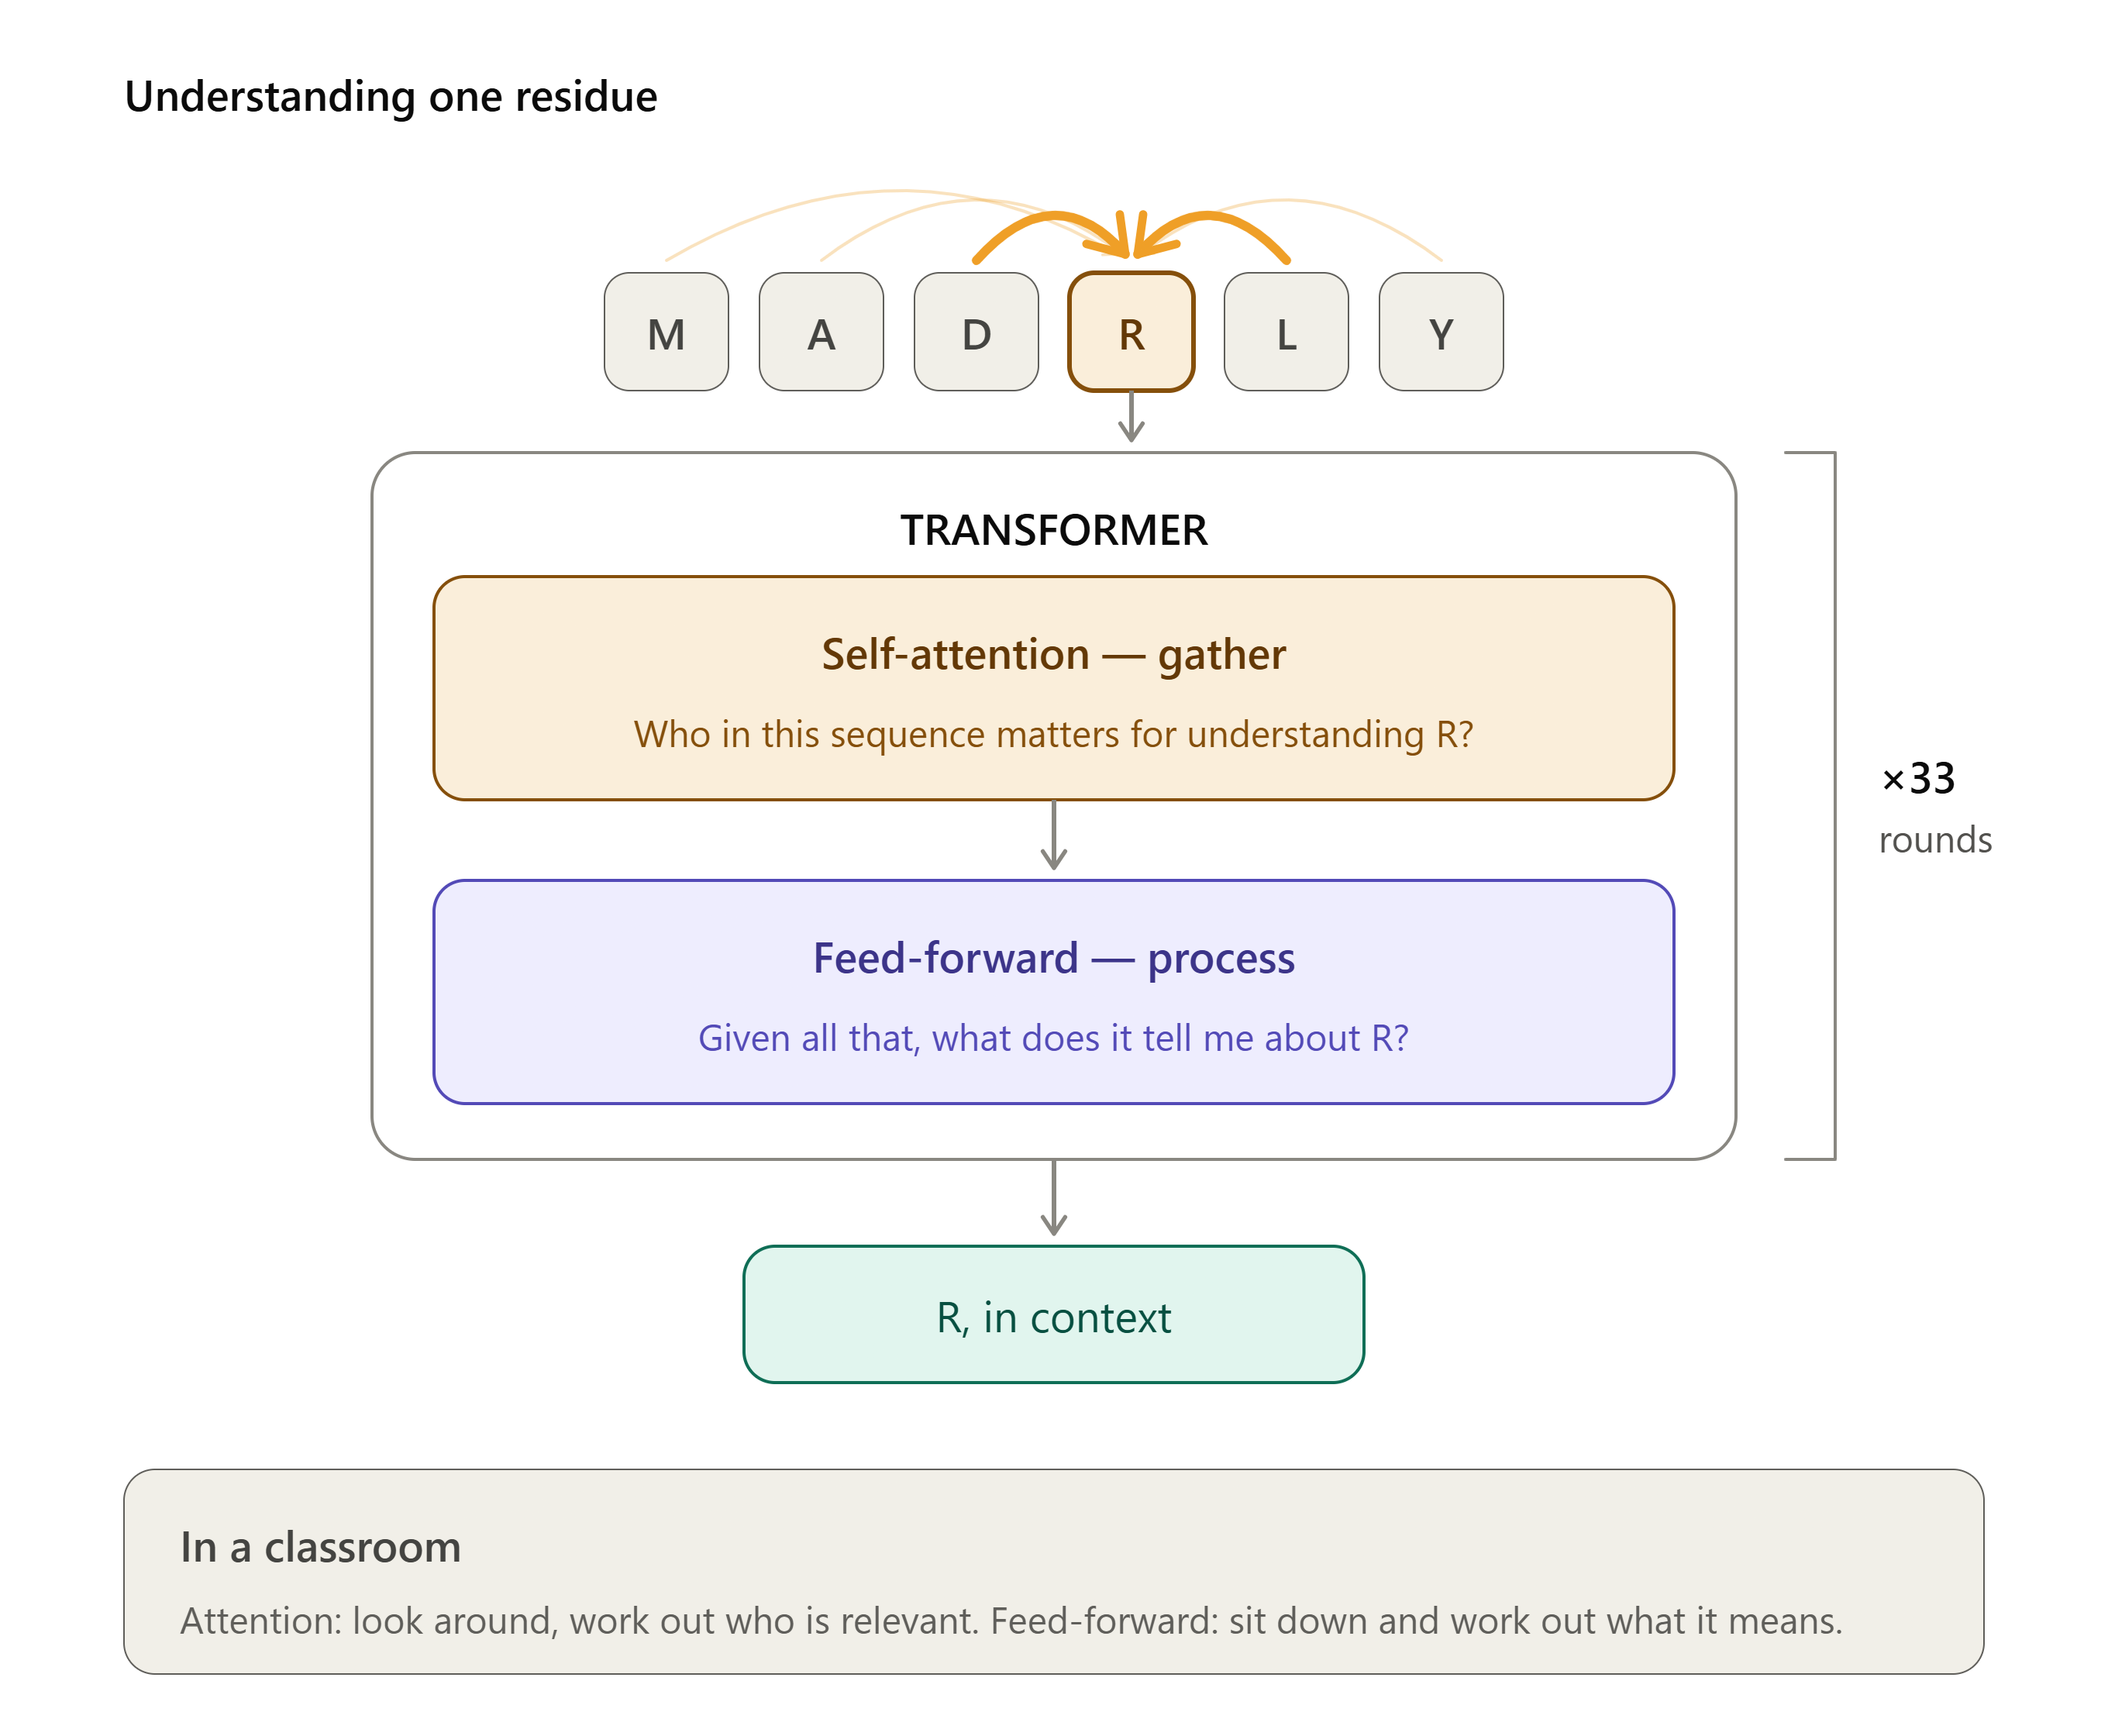 Understanding one residue
M A D R L Y
TRANSFORMER
Self-attention — gather
Who in this sequence matters for understanding R?
×33
rounds
Feed-forward — process
Given all that, what does it tell me about R?
R, in context
In a classroom
Attention: look around, work out who is relevant. Feed-forward: sit down and work out what it means.